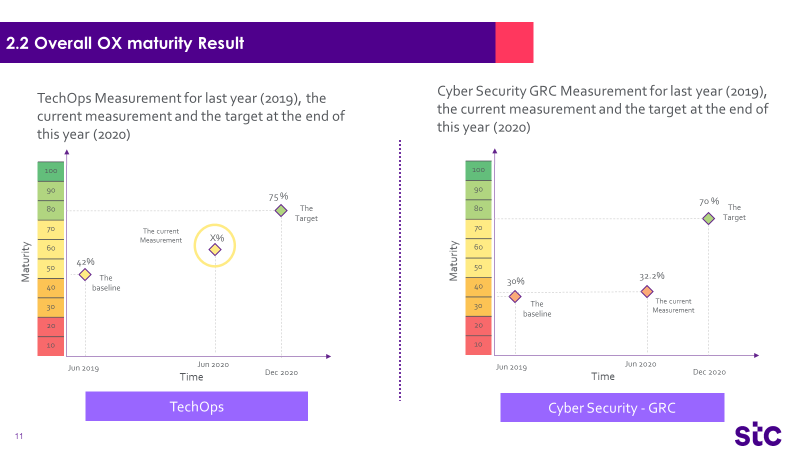 2.2 Overall OX maturity Result
TechOps Measurement for last year (2019), the
current measurement and the target at the end of
this year (2020)
100
90
80
70
60
50
40
30
20
10
Maturity
42%
The
baseline
The current
Measurement
X%
75%
The
Target
Jun 2019
Jun 2020
Dec 2020
Time
TechOps
Cyber Security GRC Measurement for last year (2019),
the current measurement and the target at the end of
this year (2020)
100
90
80
70
60
50
40
30
20
10
Maturity
30%
The
baseline
32.2%
The current
Measurement
70 %
The
Target
Jun 2019
Jun 2020
Dec 2020
Time
Cyber Security - GRC
11
stc